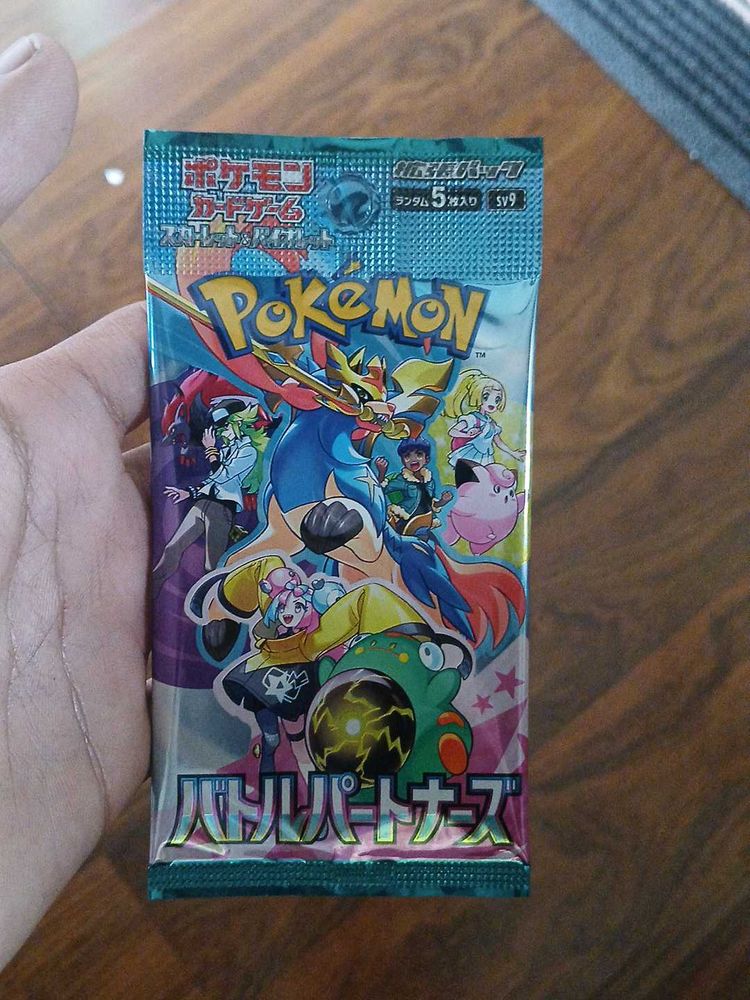 ポケモン
カードゲーム
スカーレット&バイオレット
拡張パック
ランダム5枚入り
sv9
POKéMON
TM
バトルパートナーズ